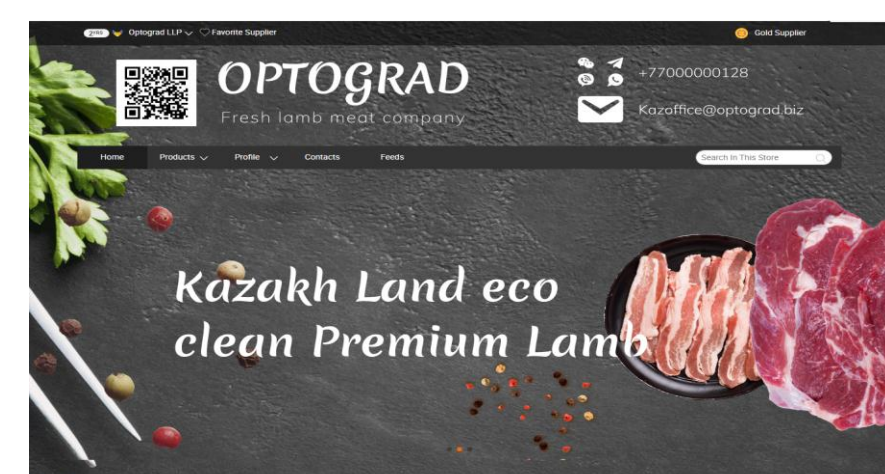 Optograd LLP
Favorite Supplier
Gold Supplier
OPTOGRAD
Fresh lamb meat company
+77000000128
Kazoffice@optograd.biz
Home
Products
Profile
Contacts
Feeds
Search In This Store
Kazakh Land eco
clean Premium Lamb